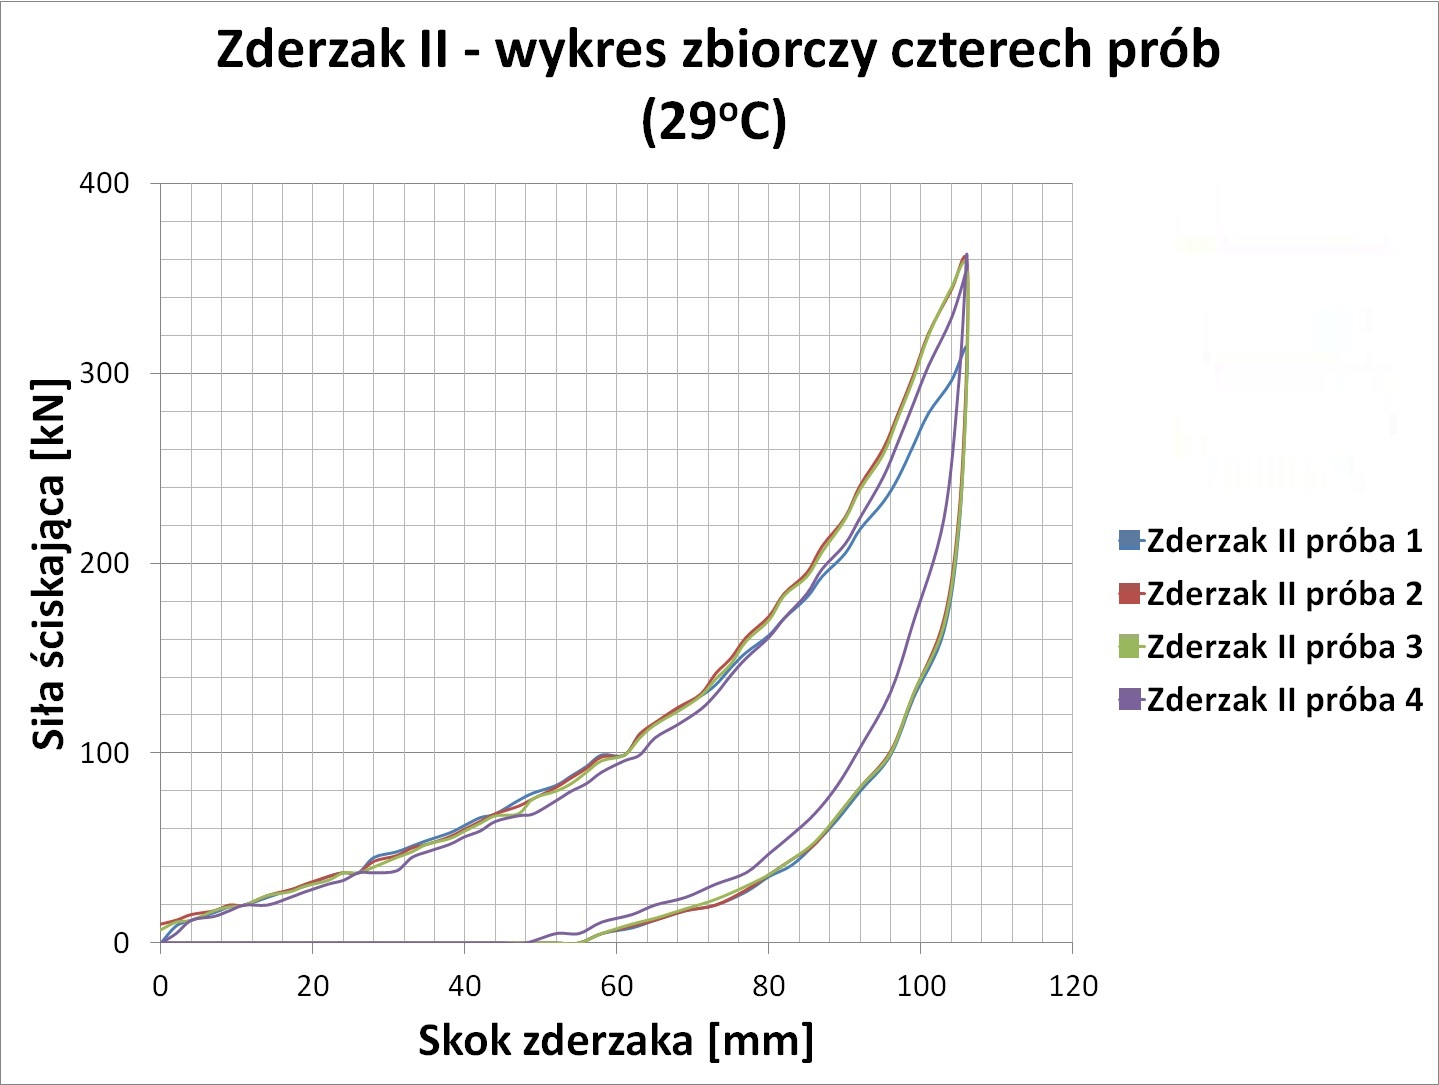 Zderzak II - wykres zbiorczy czterech prób
(29°C)
400
300
200
100
0
0 20 40 60 80 100 120
Siła ściskająca [kN]
Skok zderzaka [mm]
Zderzak II próba 1
Zderzak II próba 2
Zderzak II próba 3
Zderzak II próba 4